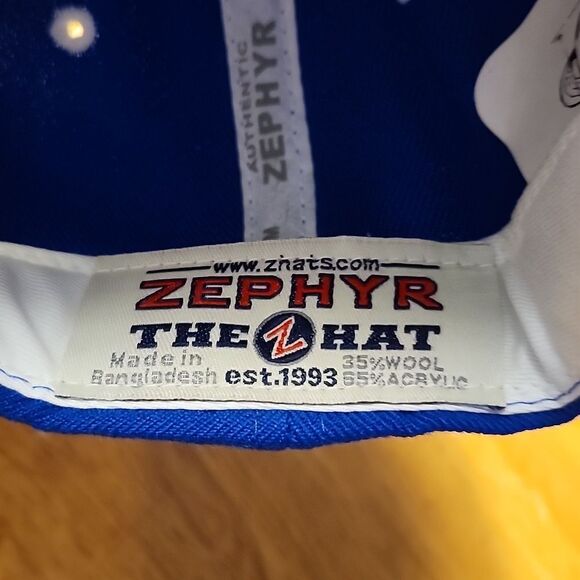 AUTHENTIC
ZEPHYR
www.zhats.com
ZEPHYR
THE Z HAT
Made in
Bangladesh
est.1993
35%WOOL
65%ACRYLIC